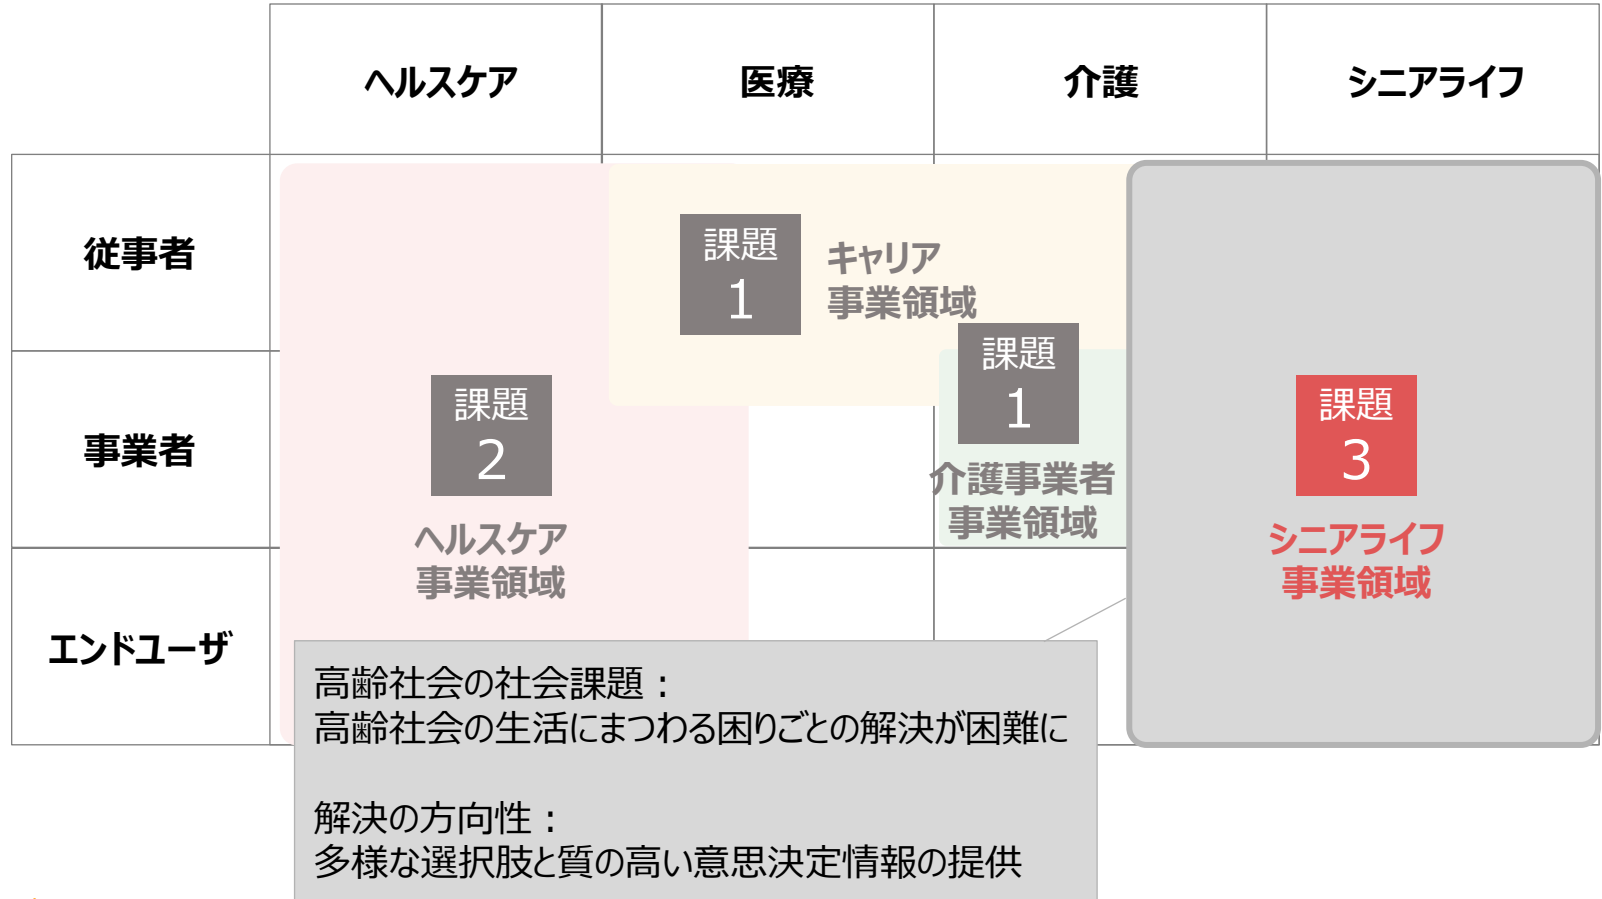 ヘルスケア
医療
介護
シニアライフ
従事者
課題
1
キャリア
事業領域
課題
1
介護事業者
事業領域
事業者
課題
2
ヘルスケア
事業領域
課題
3
シニアライフ
事業領域
エンドユーザ
高齢社会の社会課題：
高齢社会の生活にまつわる困りごとの解決が困難に
解決の方向性：
多様な選択肢と質の高い意思決定情報の提供